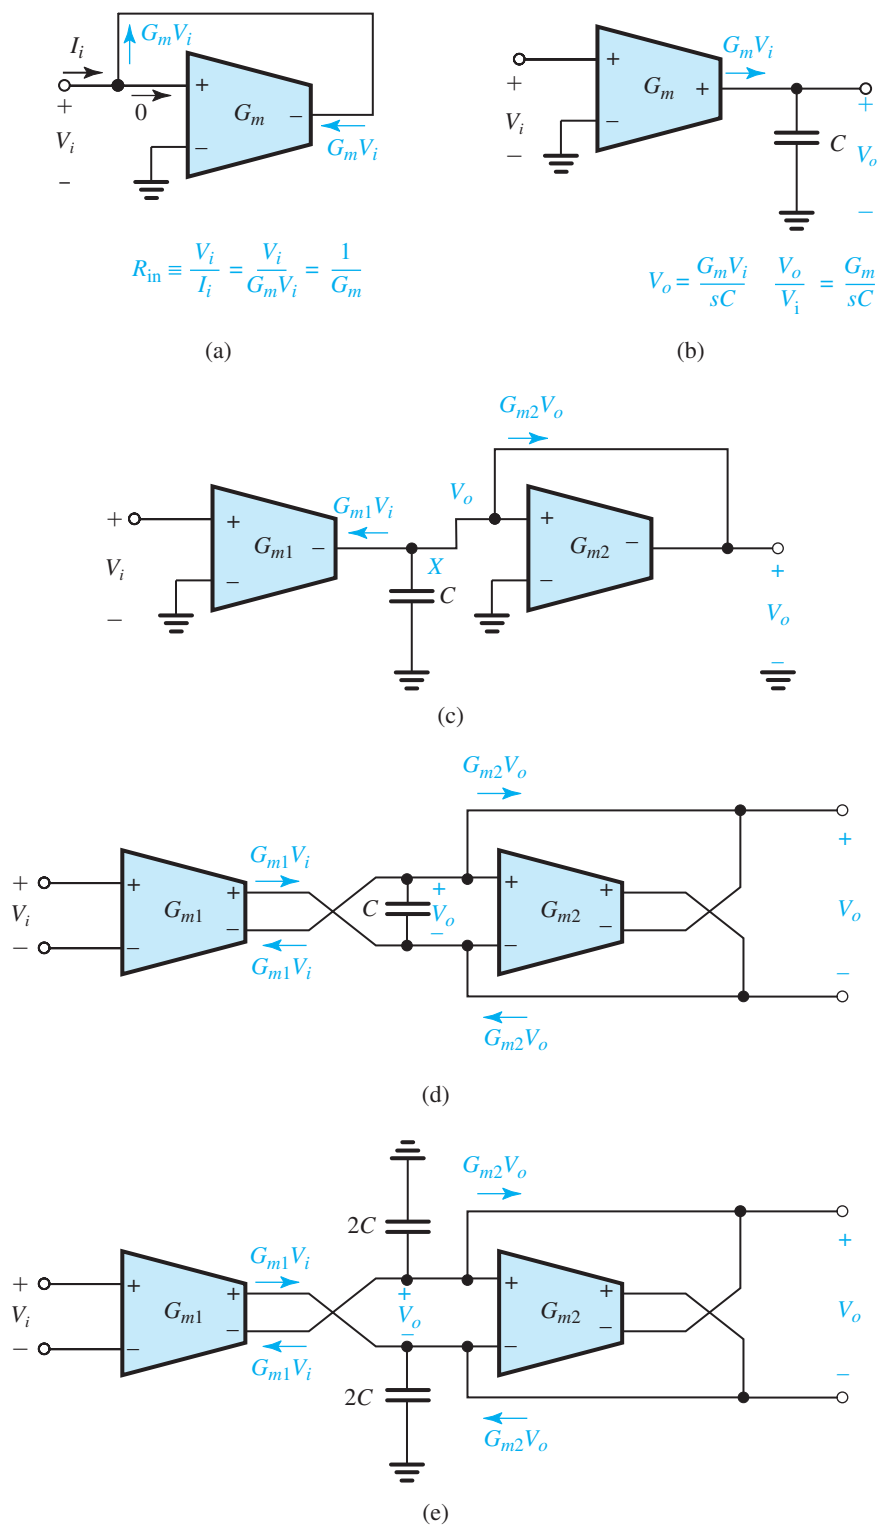 I_i
G_mV_i
+
0
+
G_m
−
V_i
−
G_mV_i
−
R_in ≡ V_i/I_i = V_i/G_mV_i = 1/G_m
(a)
G_mV_i
+
+
G_m
+
V_i
−
−
C
+
V_o
−
V_o = G_mV_i/sC V_o/V_i = G_m/sC
(b)
G_m2V_o
V_o
G_m1V_i
+
+
G_m1
−
+
G_m2
−
V_i
−
X
C
−
+
−
V_o
−
(c)
G_m2V_o
+
G_m1V_i
+
+
+
+
+
+
V_i
G_m1
C
V_o
G_m2
V_o
−
−
−
−
−
−
−
G_m1V_i
G_m2V_o
(d)
G_m2V_o
2C
+
G_m1V_i
+
+
+
+
+
+
V_i
G_m1
V_o
G_m2
V_o
−
−
−
−
−
−
−
G_m1V_i
2C
G_m2V_o
(e)